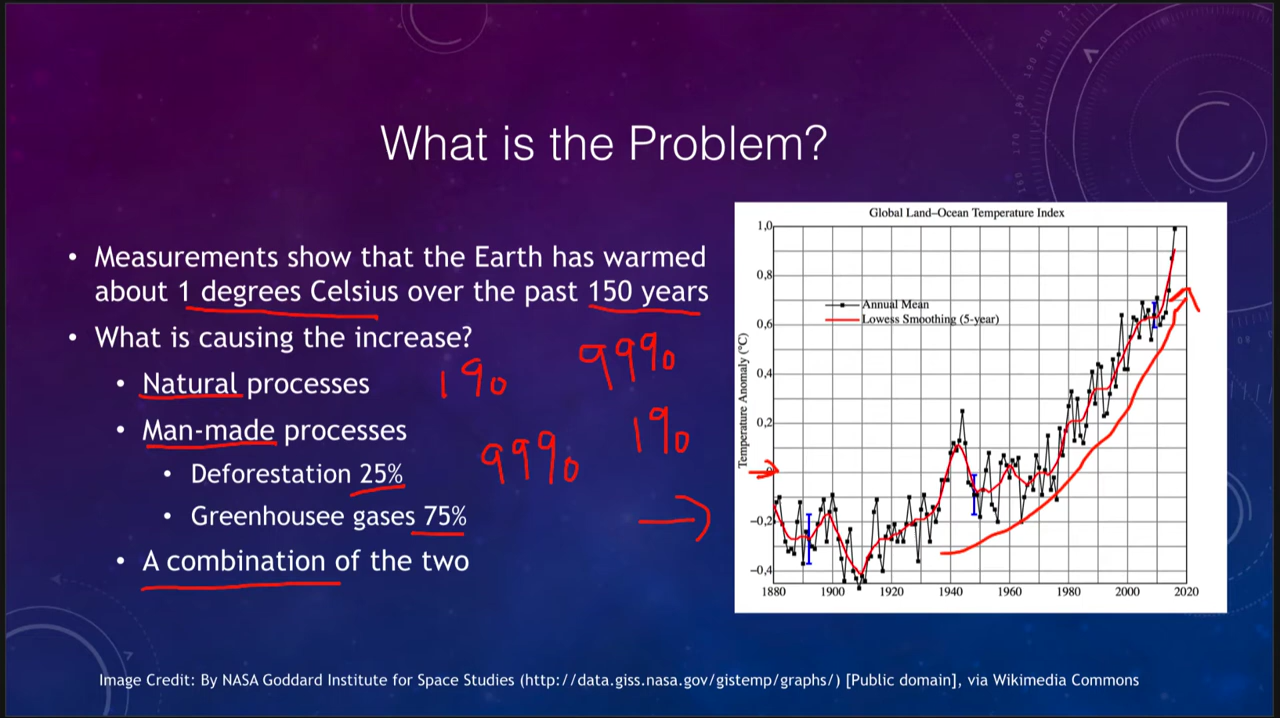 What is the Problem?
• Measurements show that the Earth has warmed
about 1 degrees Celsius over the past 150 years
• What is causing the increase?
• Natural processes 1% 99%
• Man-made processes 1%
• Deforestation 25% 99%
• Greenhousee gases 75%
• A combination of the two
Global Land–Ocean Temperature Index
Temperature Anomaly (°C)
1,0
0,8
0,6
0,4
0,2
0
−0,2
−0,4
Annual Mean
Lowess Smoothing (5-year)
1880 1900 1920 1940 1960 1980 2000 2020
Image Credit: By NASA Goddard Institute for Space Studies (http://data.giss.nasa.gov/gistemp/graphs/) [Public domain], via Wikimedia Commons